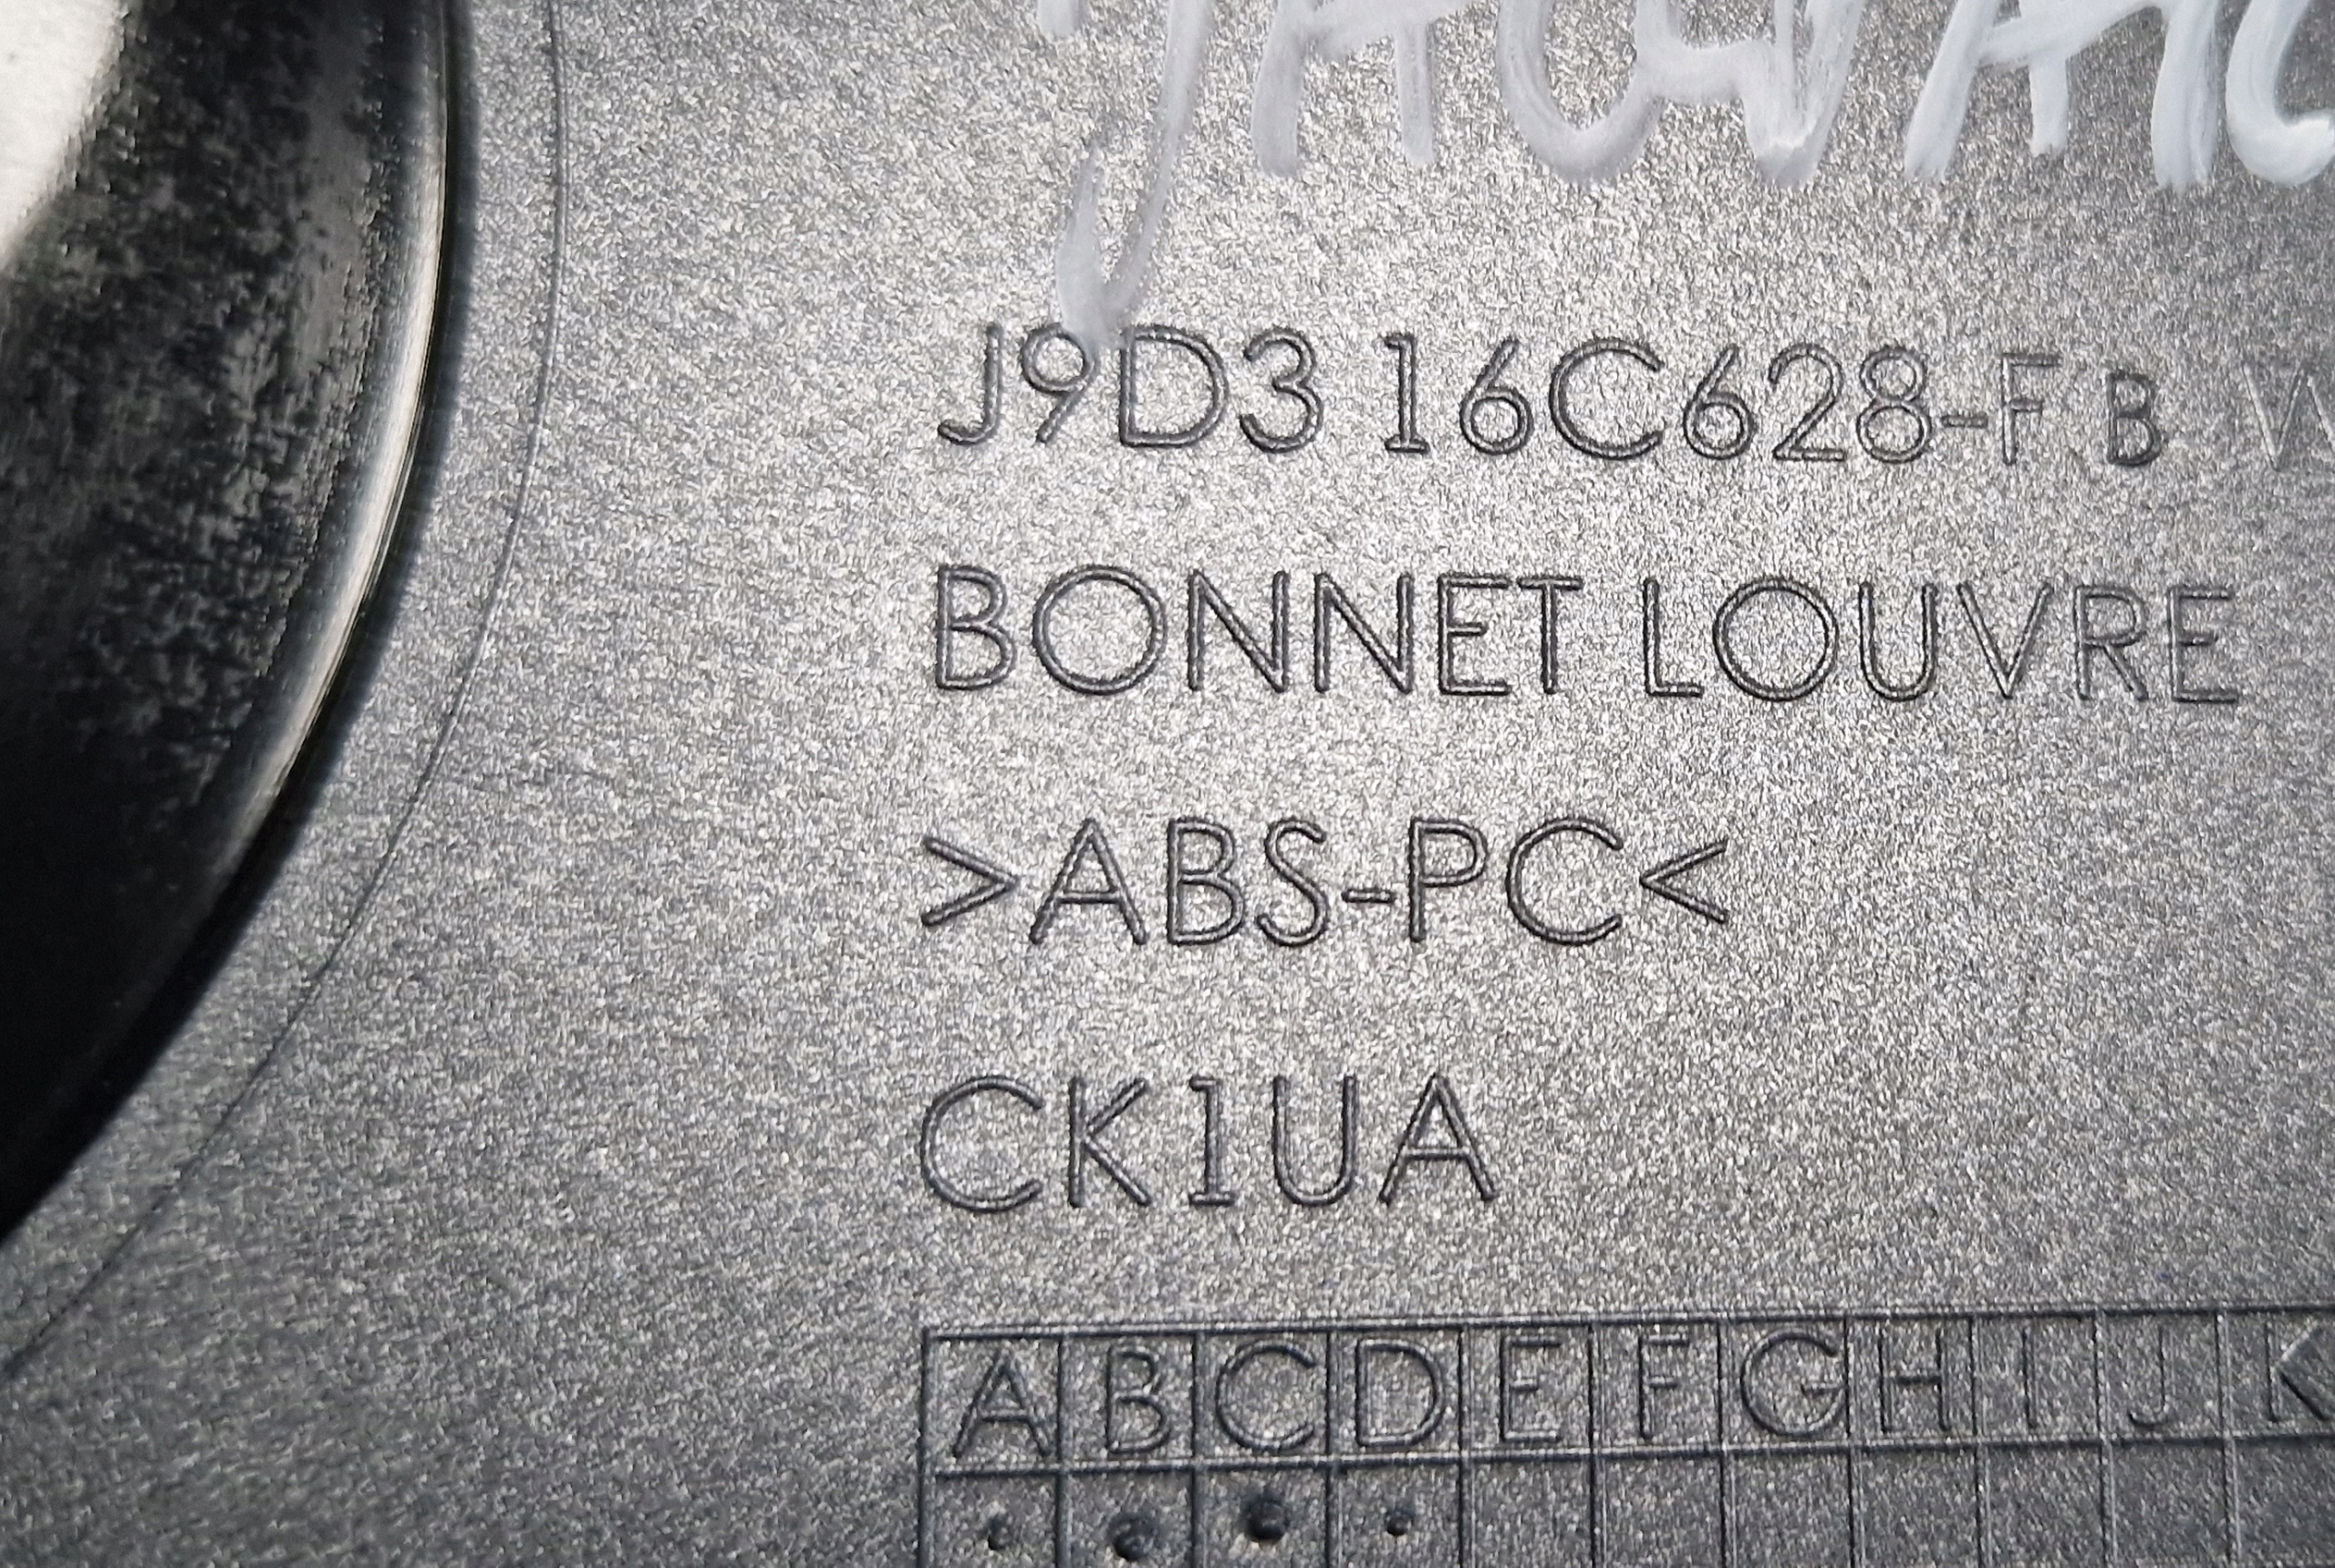 J9D3 16C628-F B W
BONNET LOUVRE
>ABS-PC<
CK1UA
A B C D E F G H I J K